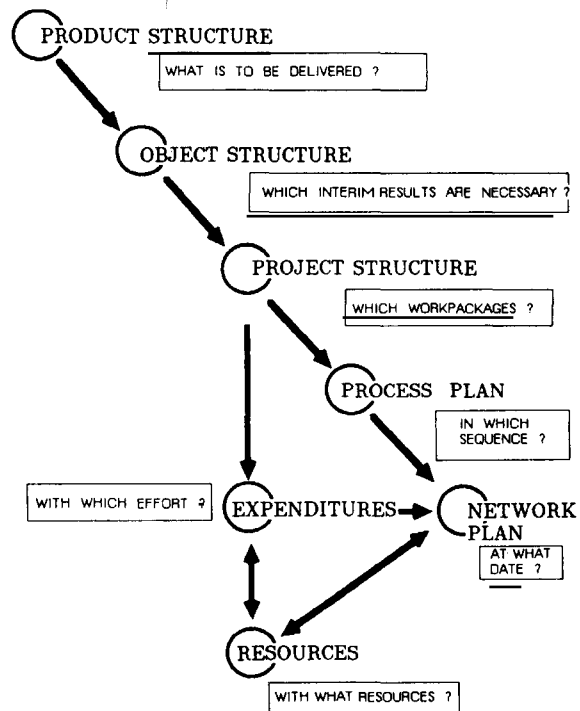 PRODUCT STRUCTURE
WHAT IS TO BE DELIVERED ?
OBJECT STRUCTURE
WHICH INTERIM RESULTS ARE NECESSARY ?
PROJECT STRUCTURE
WHICH WORKPACKAGES ?
PROCESS PLAN
IN WHICH
SEQUENCE ?
WITH WHICH EFFORT ?
EXPENDITURES
NETWORK
PLAN
AT WHAT
DATE ?
RESOURCES
WITH WHAT RESOURCES ?